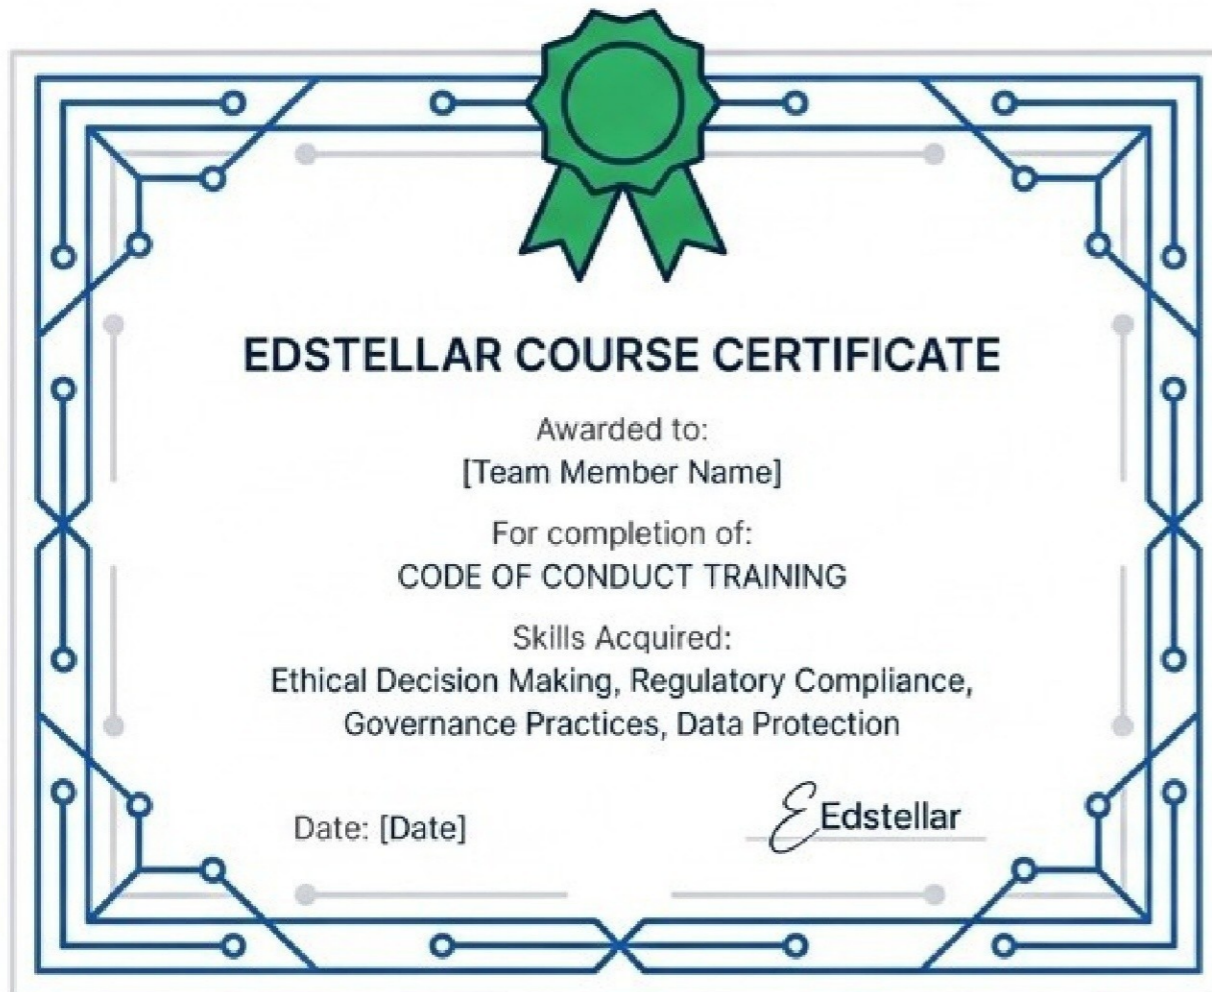 EDSTELLAR COURSE CERTIFICATE
Awarded to:
[Team Member Name]
For completion of:
CODE OF CONDUCT TRAINING
Skills Acquired:
Ethical Decision Making, Regulatory Compliance,
Governance Practices, Data Protection
Date: [Date]
E Edstellar